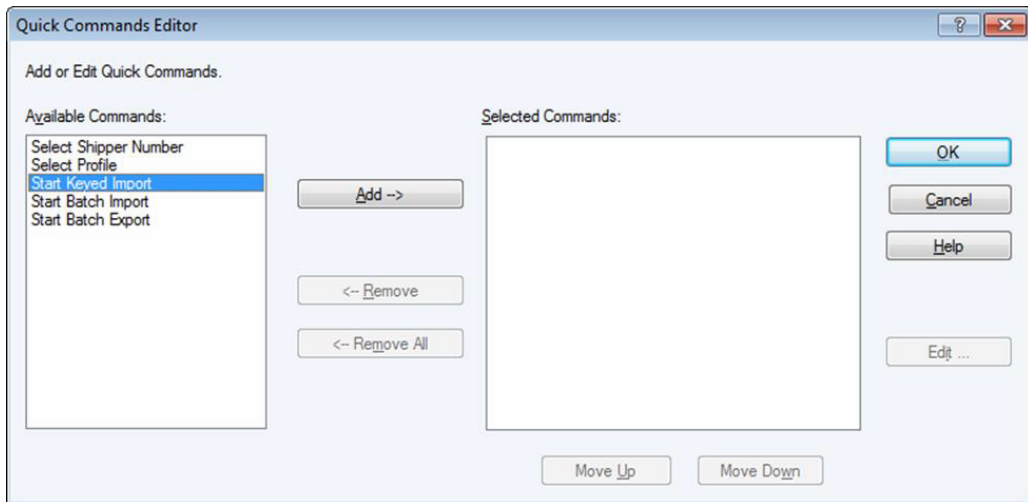 Quick Commands Editor
?
Add or Edit Quick Commands.
Available Commands:
Selected Commands:
Select Shipper Number
Select Profile
Start Keyed Import
Start Batch Import
Start Batch Export
Add -->
<-- Remove
<-- Remove All
OK
Cancel
Help
Edit ...
Move Up
Move Down